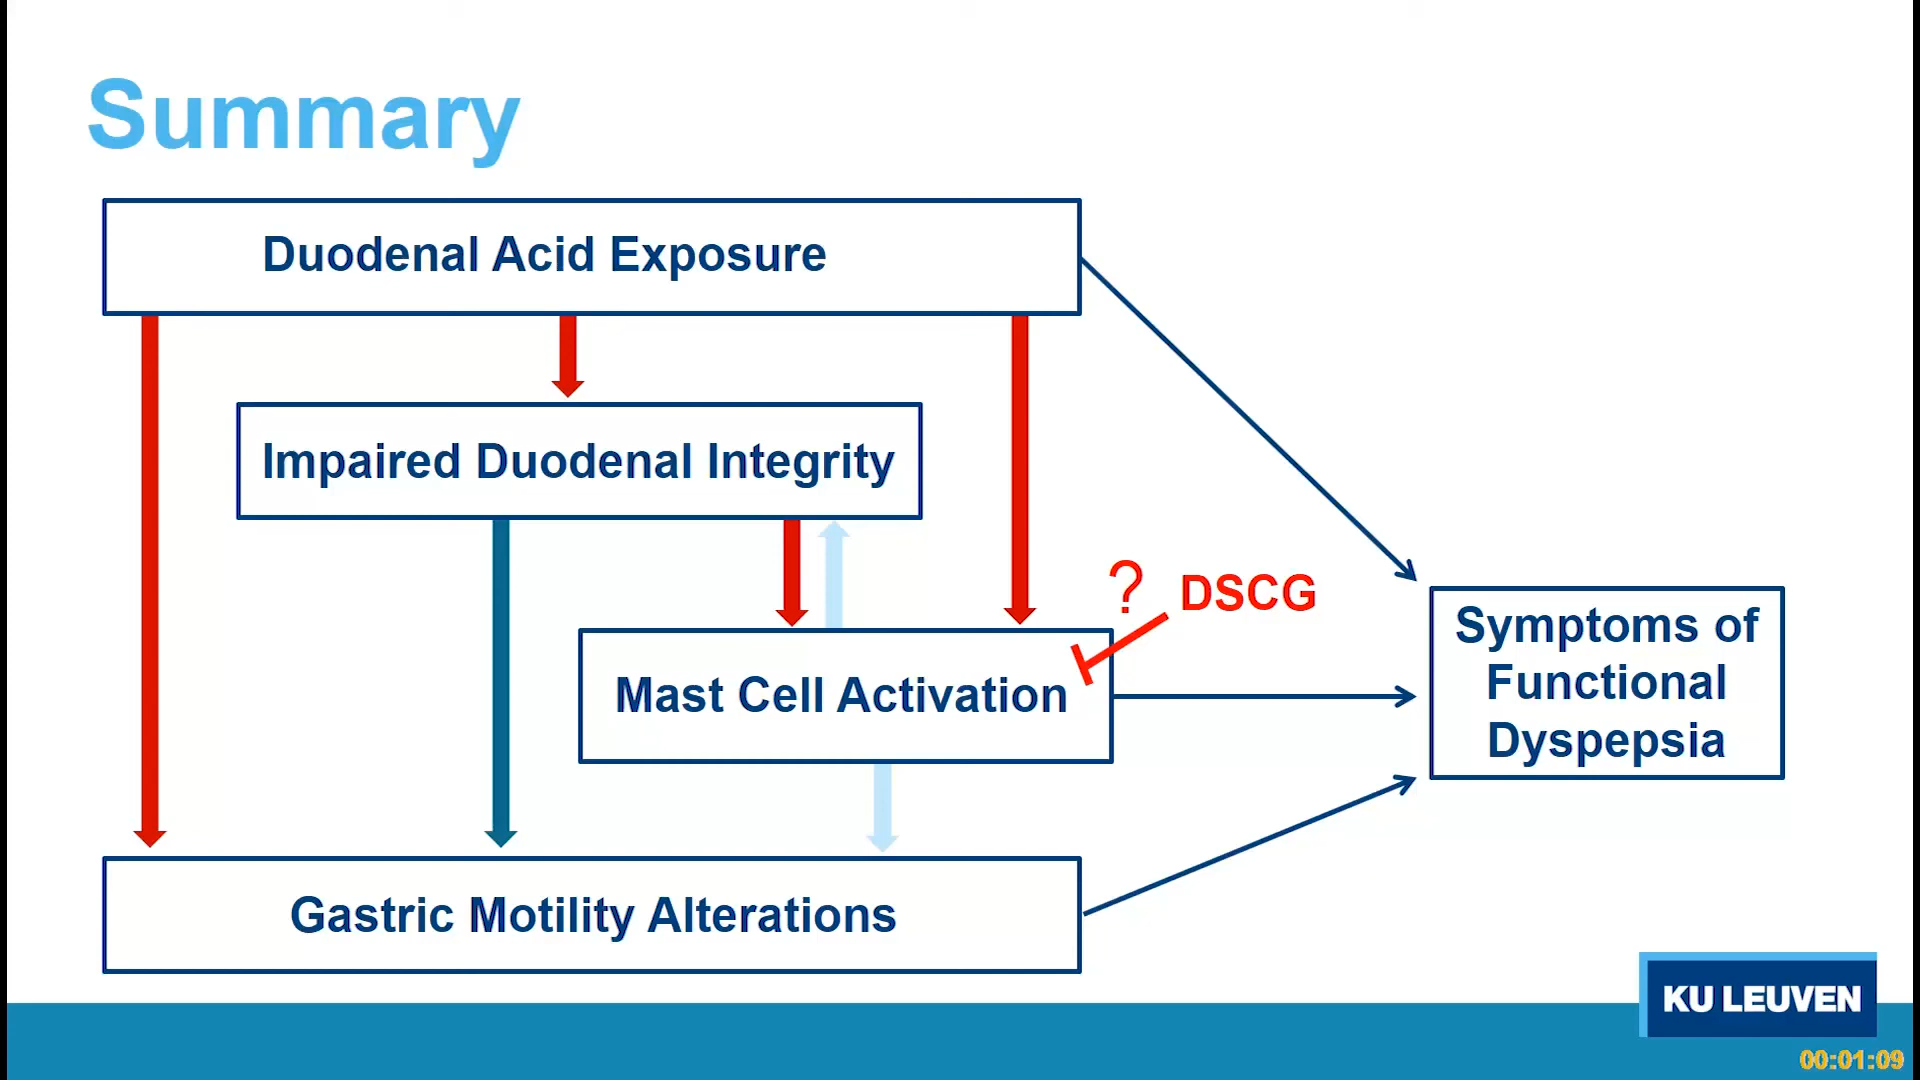 Summary
Duodenal Acid Exposure
Impaired Duodenal Integrity
?
DSCG
Mast Cell Activation
Symptoms of
Functional
Dyspepsia
Gastric Motility Alterations
KU LEUVEN
00:01:09